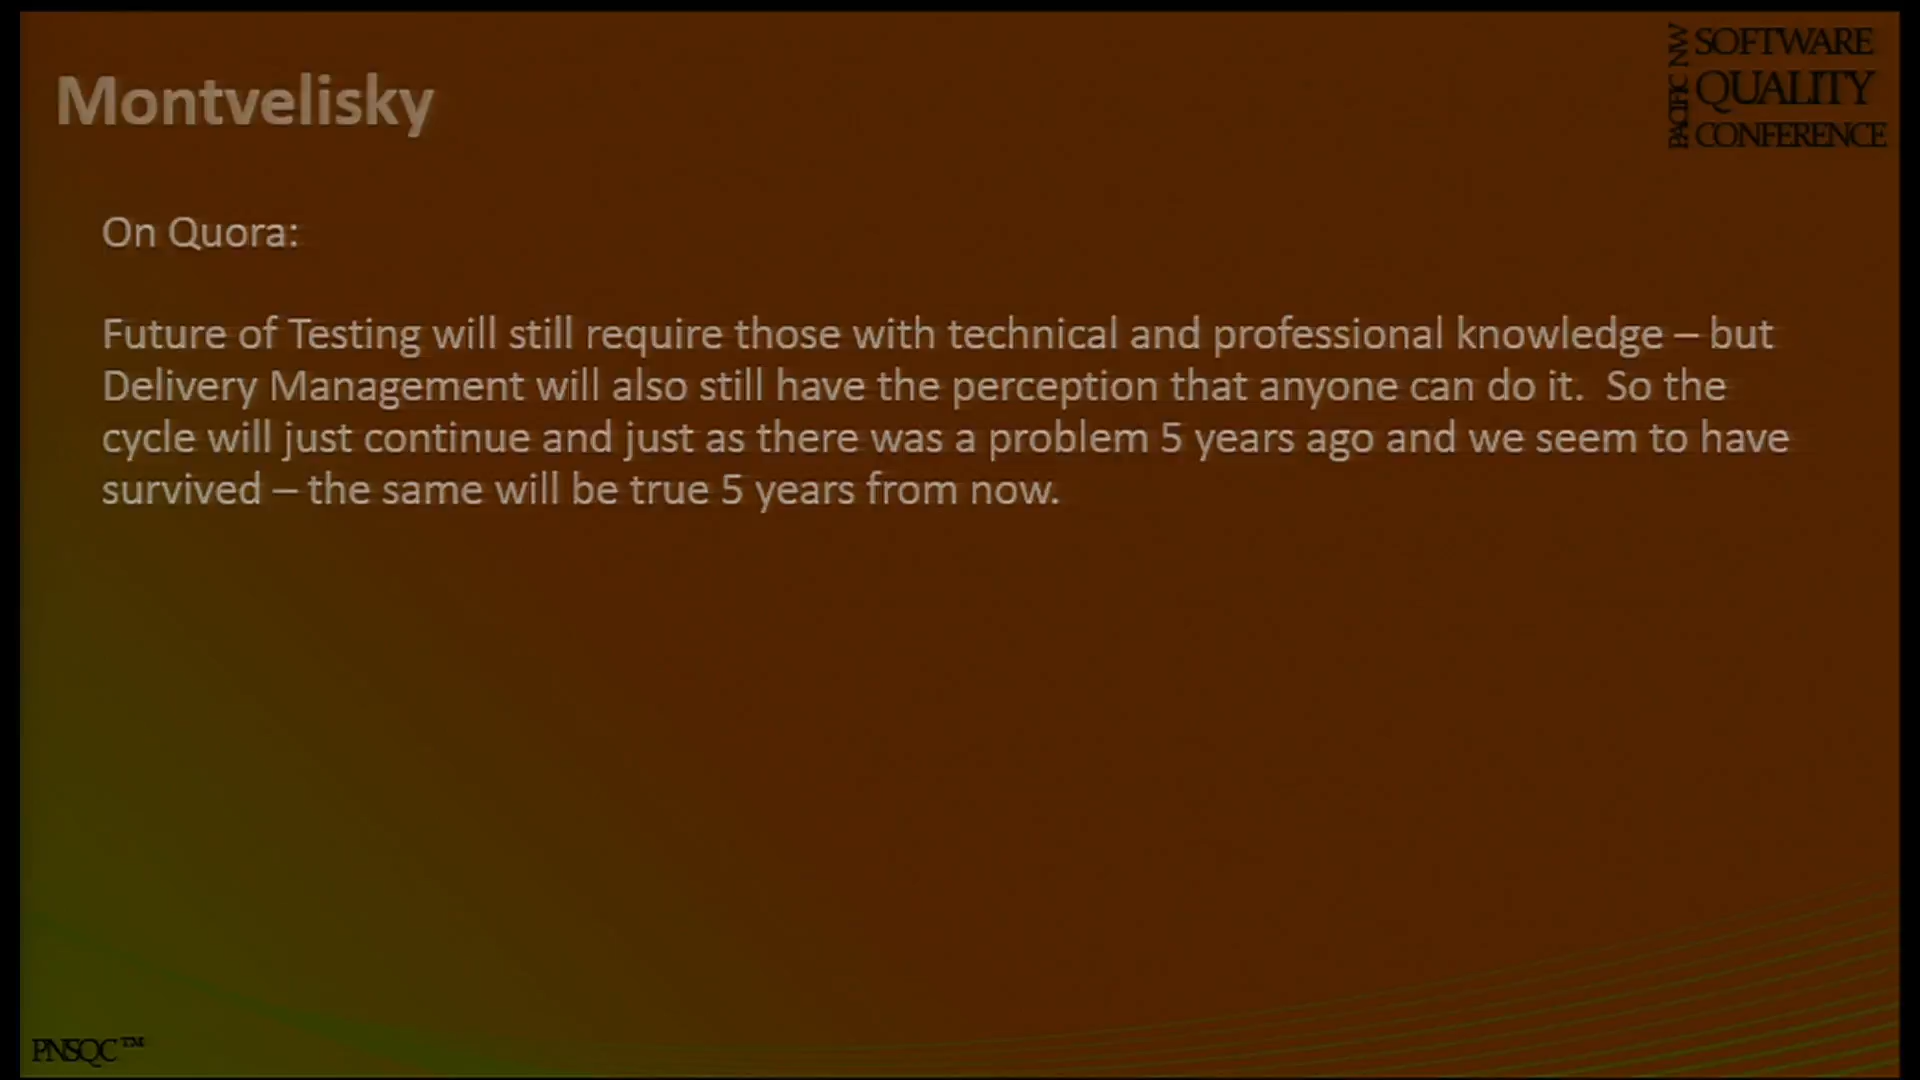 Montvelisky
PACIFIC NW
SOFTWARE
QUALITY
CONFERENCE
On Quora:
Future of Testing will still require those with technical and professional knowledge – but
Delivery Management will also still have the perception that anyone can do it.  So the
cycle will just continue and just as there was a problem 5 years ago and we seem to have
survived – the same will be true 5 years from now.
PNSQC™